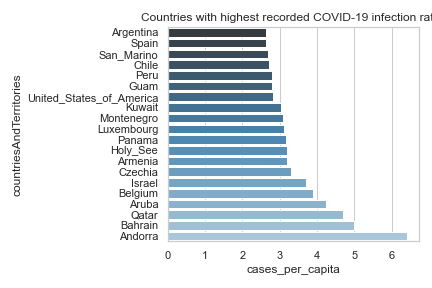 Countries with highest recorded COVID-19 infection rat
Argentina
Spain
San_Marino
Chile
Peru
Guam
United_States_of_America
Kuwait
Montenegro
Luxembourg
Panama
Holy_See
Armenia
Czechia
Israel
Belgium
Aruba
Qatar
Bahrain
Andorra
countriesAndTerritories
0 1 2 3 4 5 6
cases_per_capita